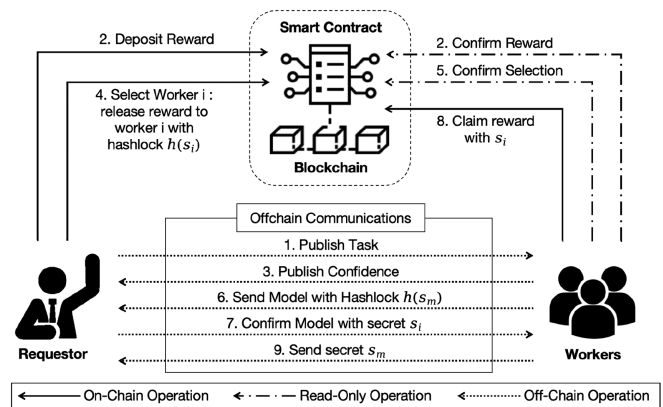 Smart Contract
2. Deposit Reward
2. Confirm Reward
5. Confirm Selection
4. Select Worker i :
release reward to
worker i with
hashlock h(s_i)
8. Claim reward
with s_i
Blockchain
Offchain Communications
1. Publish Task
3. Publish Confidence
6. Send Model with Hashlock h(s_m)
7. Confirm Model with secret s_i
9. Send secret s_m
Requestor
Workers
On-Chain Operation
Read-Only Operation
Off-Chain Operation